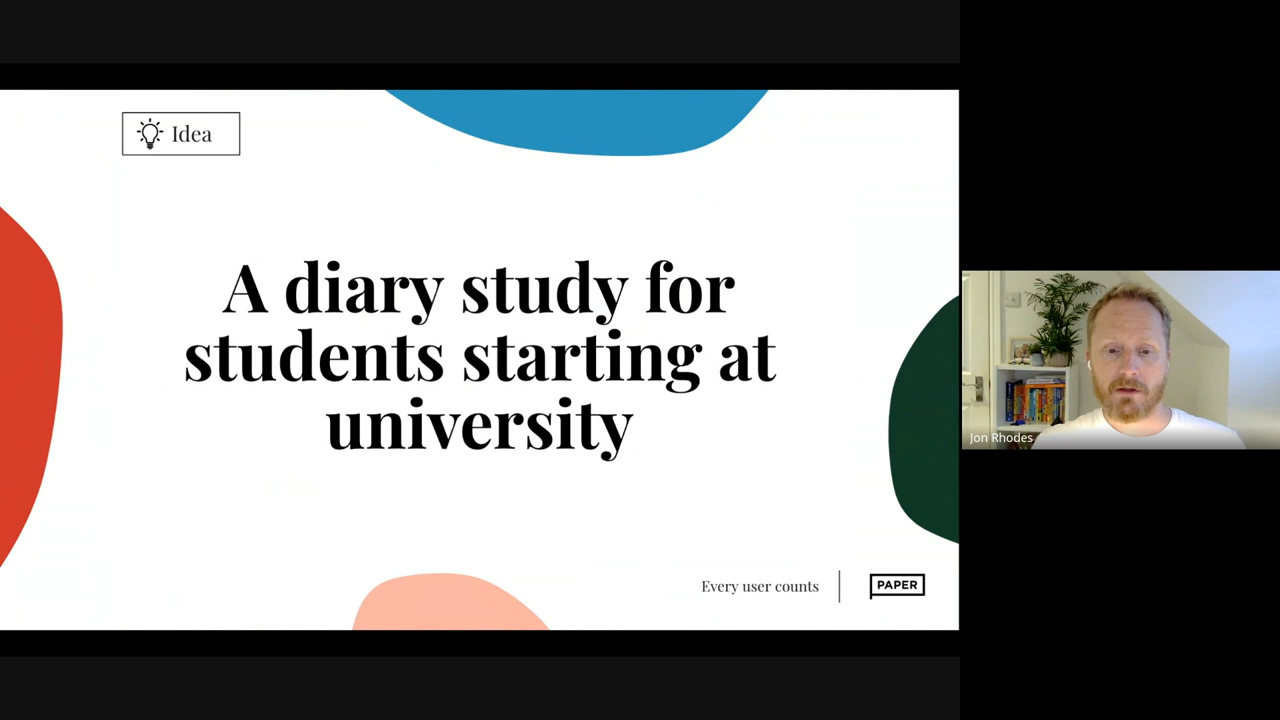 Idea
A diary study for
students starting at
university
Every user counts
PAPER
Jon Rhodes